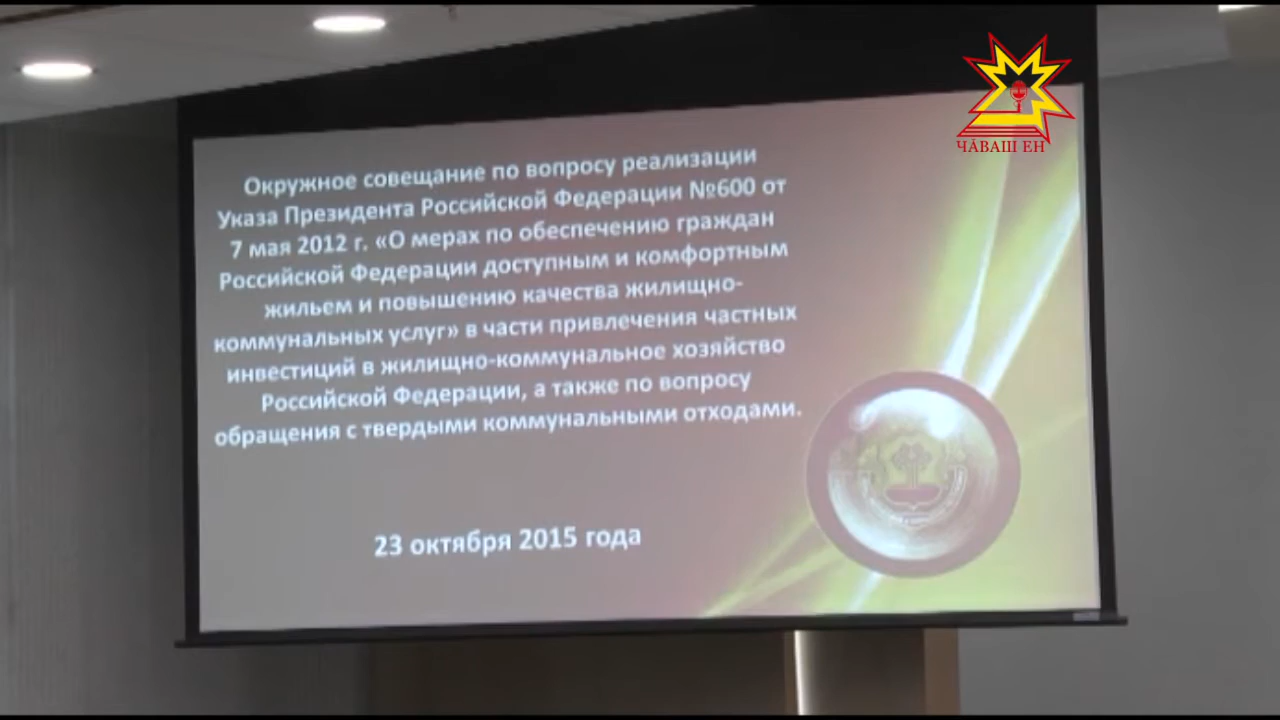 ЧӐВАШ ЕН
Окружное совещание по вопросу реализации
Указа Президента Российской Федерации №600 от
7 мая 2012 г. «О мерах по обеспечению граждан
Российской Федерации доступным и комфортным
жильем и повышению качества жилищно-
коммунальных услуг» в части привлечения частных
инвестиций в жилищно-коммунальное хозяйство
Российской Федерации, а также по вопросу
обращения с твердыми коммунальными отходами.
23 октября 2015 года